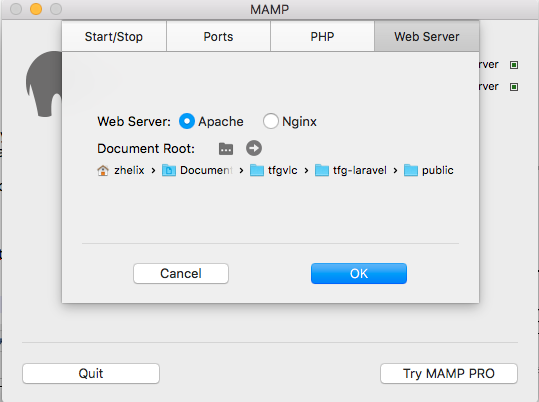 MAMP
Start/Stop Ports PHP Web Server
rver
rver
Web Server: Apache Nginx
Document Root:
zhelix › Documen › tfgvlc › tfg-laravel › public
Cancel OK
Quit Try MAMP PRO